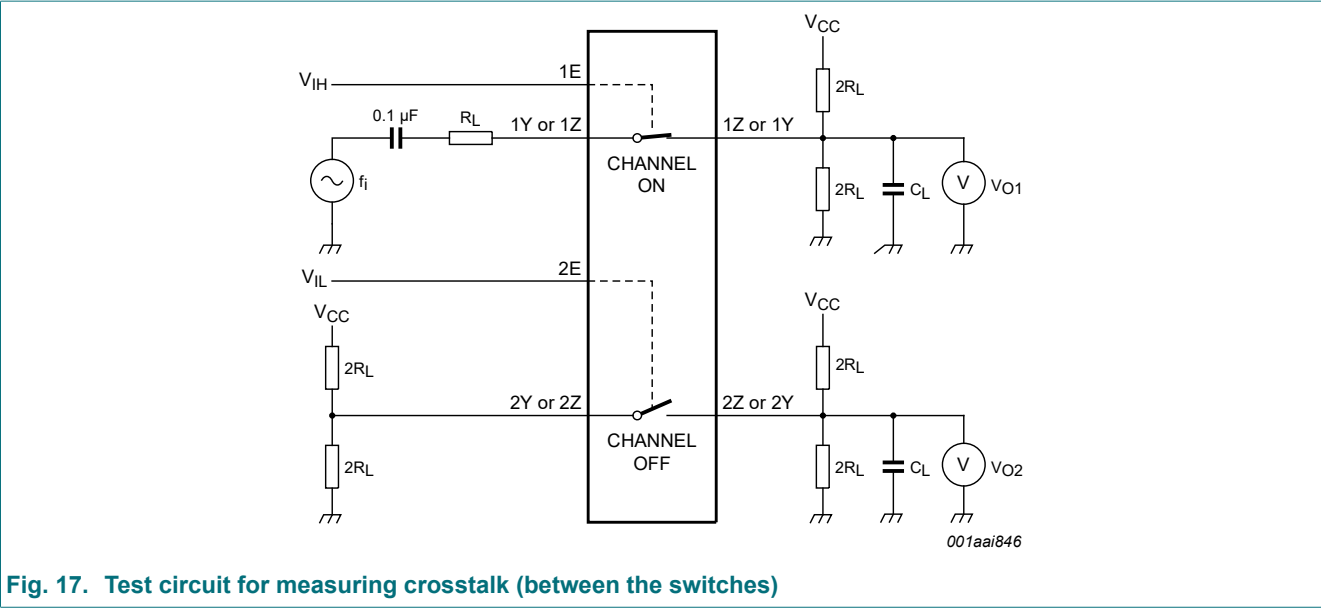 VCC
1E
VIH
2RL
0.1 µF RL 1Y or 1Z 1Z or 1Y
CHANNEL
ON
fi
2RL CL V VO1
2E
VIL
VCC VCC
2RL 2RL
2Y or 2Z 2Z or 2Y
CHANNEL
OFF
2RL 2RL CL V VO2
001aai846
Fig. 17. Test circuit for measuring crosstalk (between the switches)